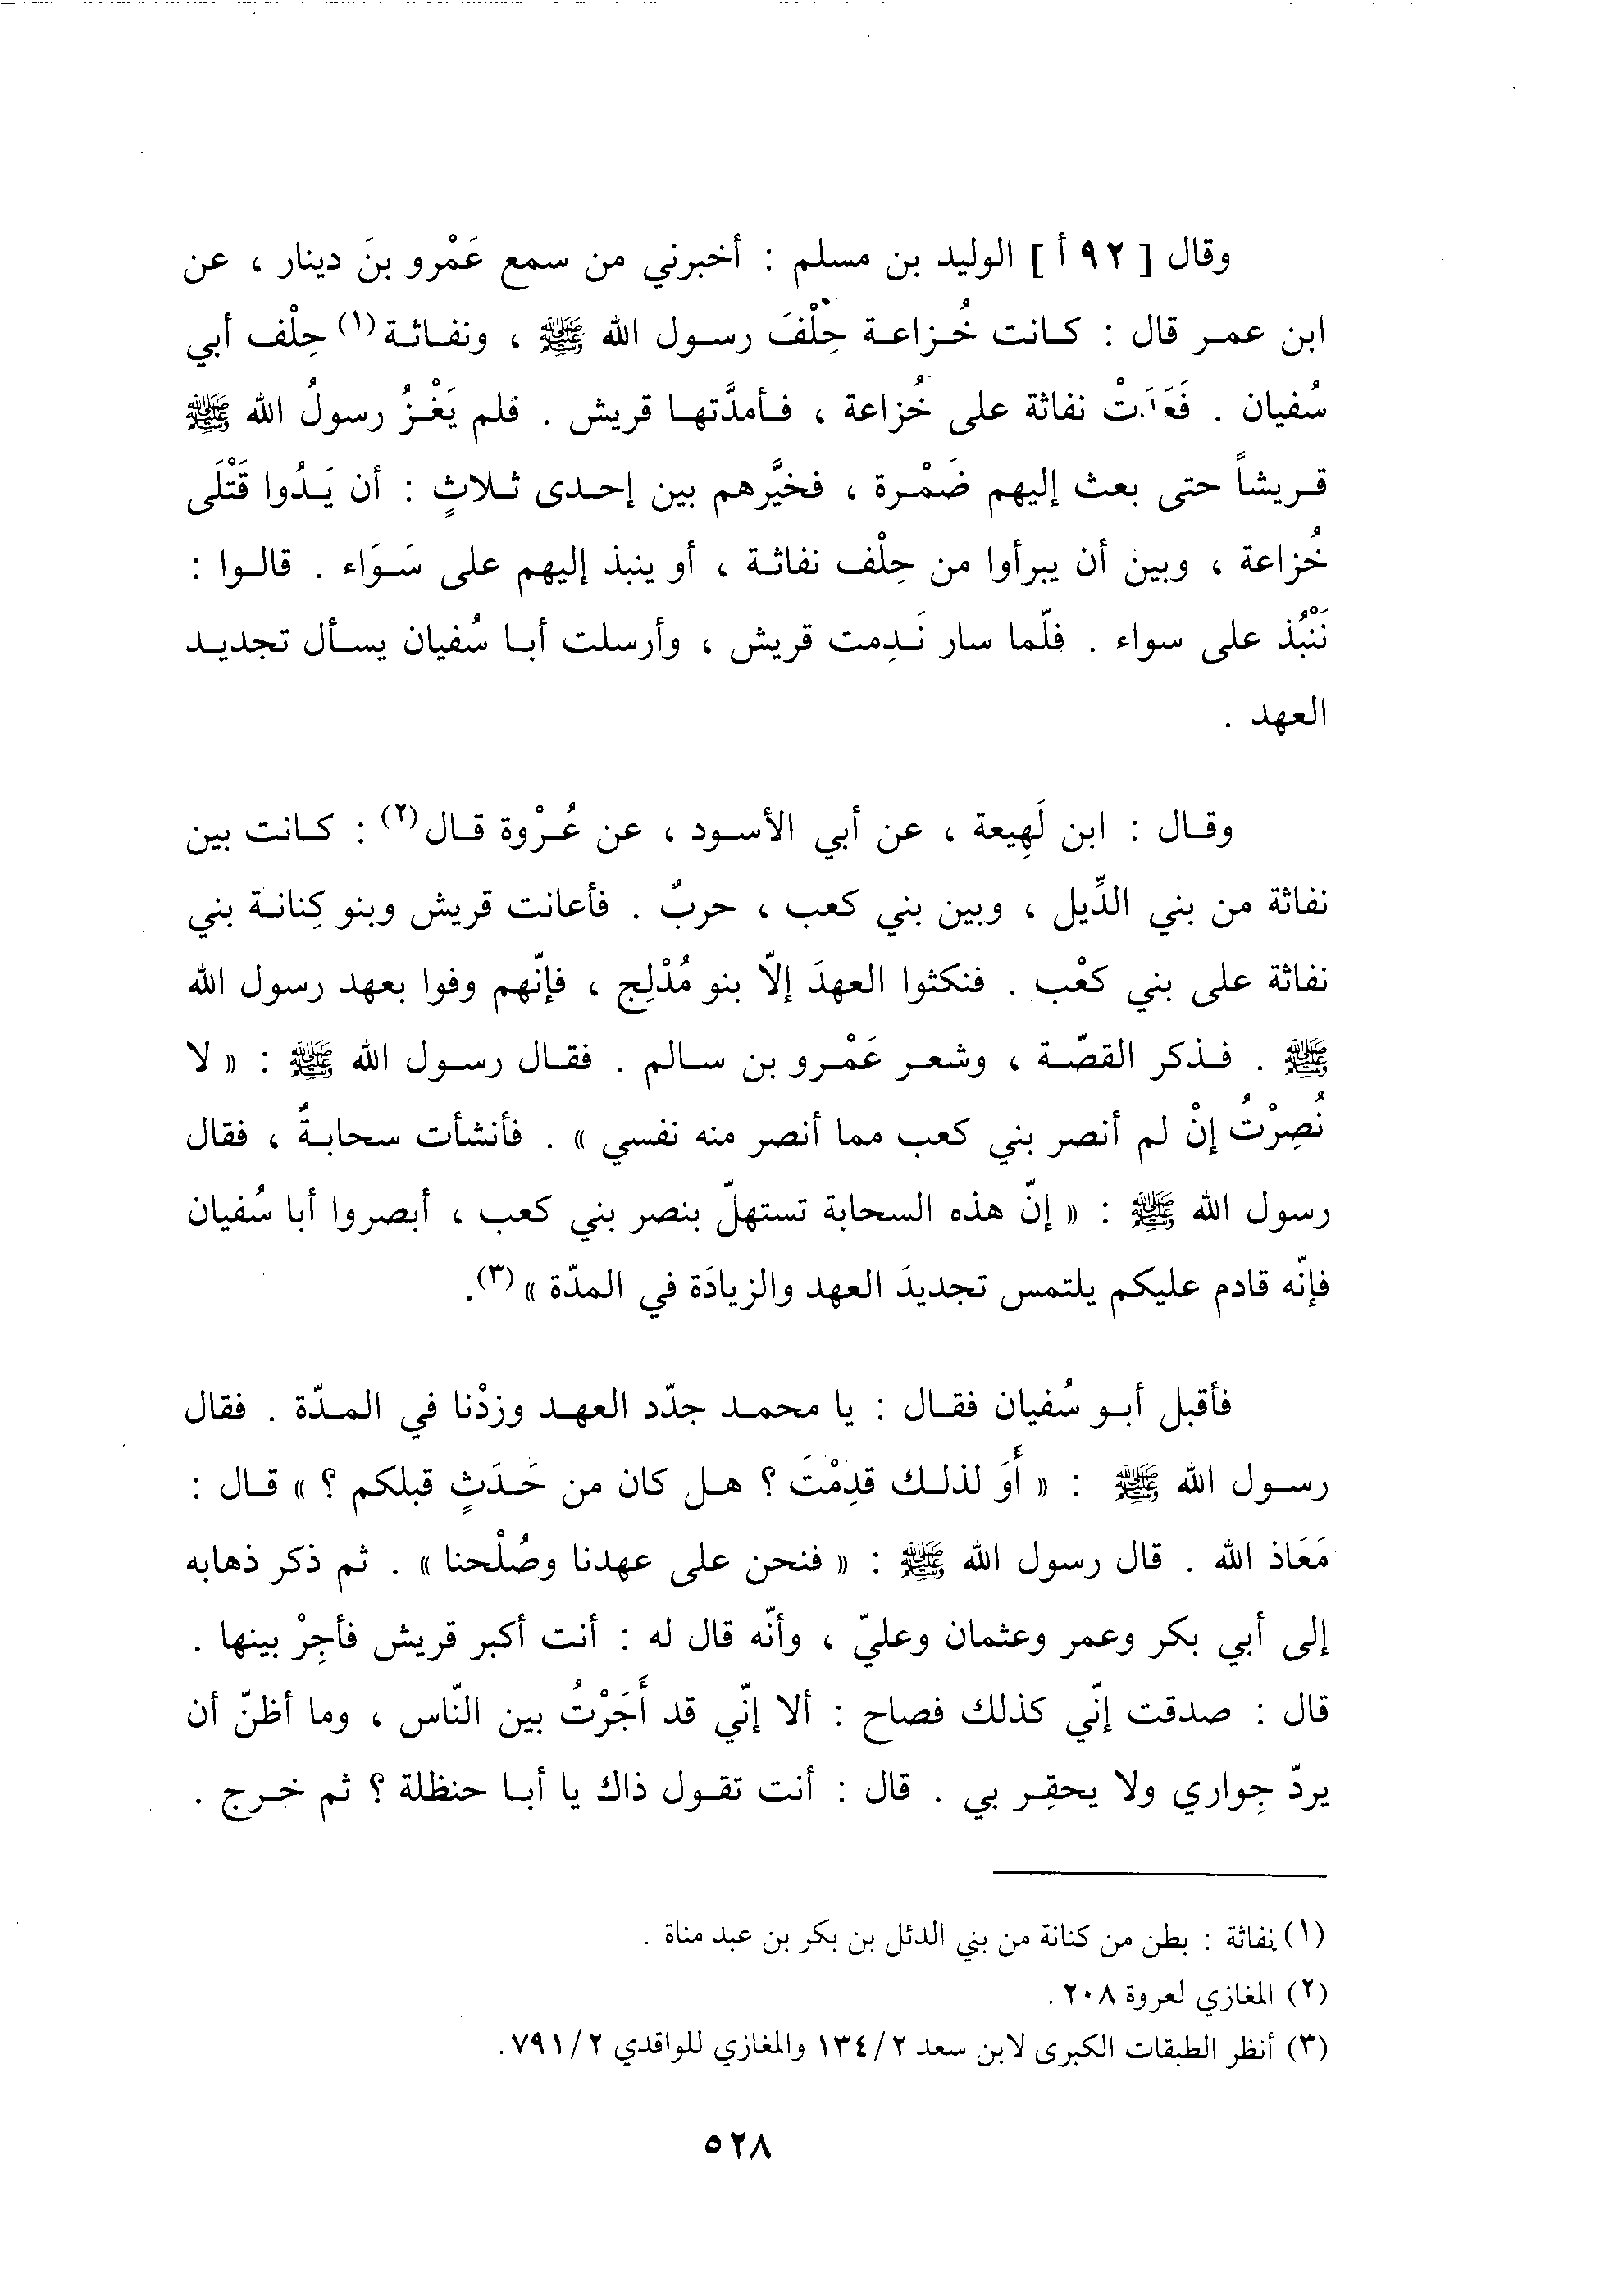 وقال [ ٩٢ أ ] الوليد بن مسلم : أخبرني من سمع عَمْرو بنَ دينار ، عن
ابن عمر قال : كانت خُزاعة حِلْفَ رسول الله ﷺ ، ونفاثة(١) حِلْف أبي
سُفيان . فَعَدَتْ نفاثة على خُزاعة ، فأمدَّتها قريش . فلم يَغْزُ رسولُ الله ﷺ
قريشاً حتى بعث إليهم ضَمْرة ، فخيَّرهم بين إحدى ثلاثٍ : أن يَدُوا قَتْلَى
خُزاعة ، وبين أن يبرأوا من حِلْف نفاثة ، أو ينبذ إليهم على سَوَاء . قالوا :
نَنْبُذ على سواء . فلّما سار نَدِمت قريش ، وأرسلت أبا سُفيان يسأل تجديد
العهد .
وقال : ابن لَهِيعة ، عن أبي الأسود ، عن عُرْوة قال(٢) : كانت بين
نفاثة من بني الدِّيل ، وبين بني كعب ، حربٌ . فأعانت قريش وبنو كِنانة بني
نفاثة على بني كعْب . فنكثوا العهدَ إلاّ بنو مُدْلِج ، فإنّهم وفوا بعهد رسول الله
ﷺ . فذكر القصّة ، وشعر عَمْرو بن سالم . فقال رسول الله ﷺ : « لا
نُصِرْتُ إنْ لم أنصر بني كعب مما أنصر منه نفسي » . فأنشأت سحابةٌ ، فقال
رسول الله ﷺ : « إنّ هذه السحابة تستهلّ بنصر بني كعب ، أبصروا أبا سُفيان
فإنّه قادم عليكم يلتمس تجديدَ العهد والزيادَة في المدّة »(٣).
فأقبل أبو سُفيان فقال : يا محمد جدّد العهد وزدْنا في المدّة . فقال
رسول الله ﷺ : « أَوَ لذلك قدِمْتَ ؟ هل كان من حَدَثٍ قبلكم ؟ » قال :
مَعَاذ الله . قال رسول الله ﷺ : « فنحن على عهدنا وصُلْحنا » . ثم ذكر ذهابه
إلى أبي بكر وعمر وعثمان وعليّ ، وأنّه قال له : أنت أكبر قريش فأجِرْ بينها .
قال : صدقت إنّي كذلك فصاح : ألا إنّي قد أَجَرْتُ بين النّاس ، وما أظنّ أن
يردّ جِواري ولا يحقِر بي . قال : أنت تقول ذاك يا أبا حنظلة ؟ ثم خرج .
(١) نفاثة : بطن من كنانة من بني الدئل بن بكر بن عبد مناة .
(٢) المغازي لعروة ٢٠٨ .
(٣) أنظر الطبقات الكبرى لابن سعد ٢/ ١٣٤ والمغازي للواقدي ٢/ ٧٩١.
٥٢٨